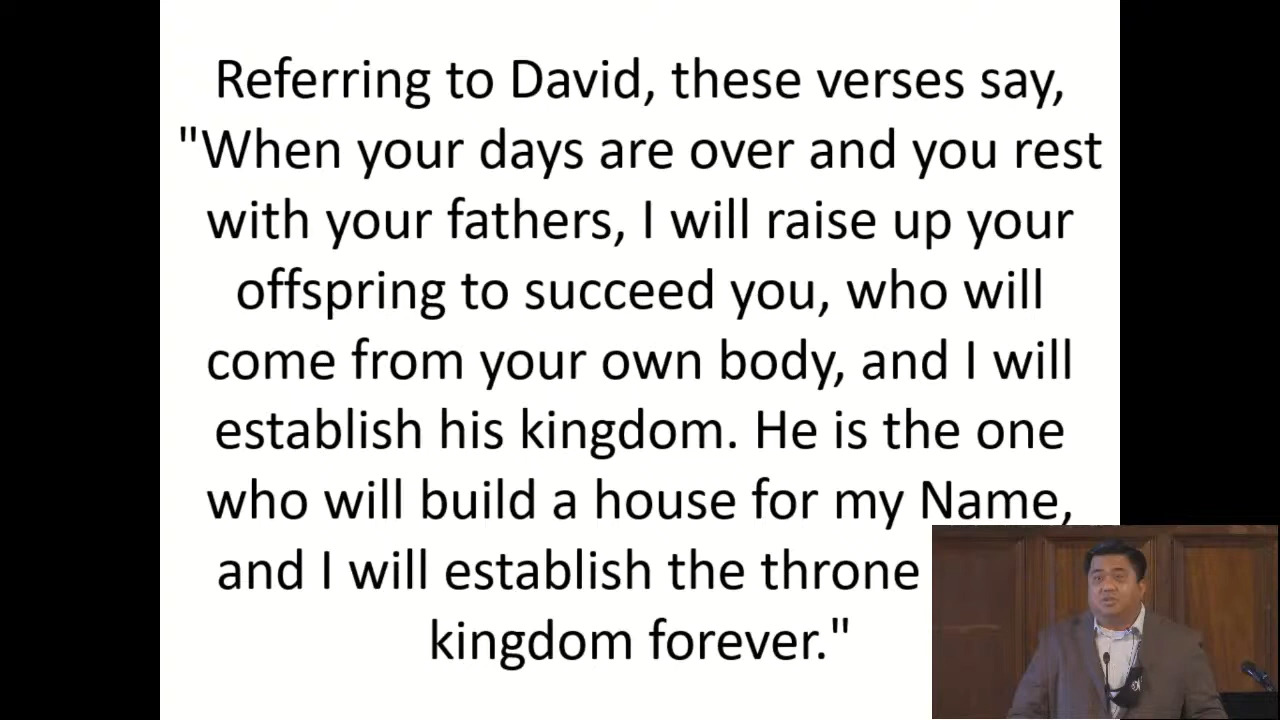 Referring to David, these verses say,
"When your days are over and you rest
with your fathers, I will raise up your
offspring to succeed you, who will
come from your own body, and I will
establish his kingdom. He is the one
who will build a house for my Name,
and I will establish the throne
kingdom forever."